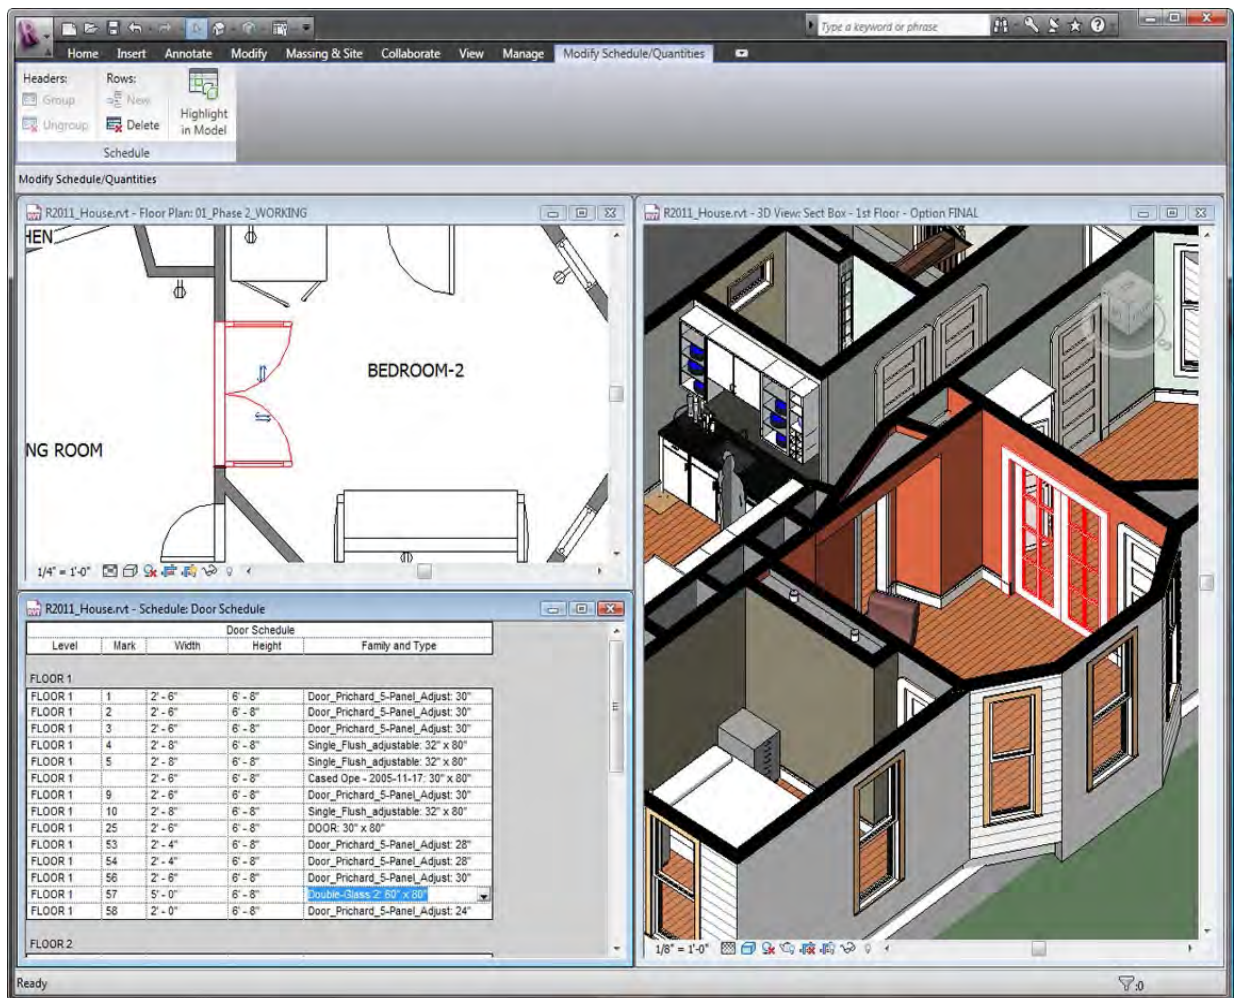 Type a keyword or phrase
Home Insert Annotate Modify Massing & Site Collaborate View Manage Modify Schedule/Quantities
Headers: Rows:
Group New
Ungroup Delete
Highlight
in Model
Schedule
Modify Schedule/Quantities
R2011_House.rvt - Floor Plan: 01_Phase 2_WORKING
HEN
BEDROOM-2
NG ROOM
1/4" = 1'-0"
R2011_House.rvt - 3D View: Sect Box - 1st Floor - Option FINAL
1/8" = 1'-0"
R2011_House.rvt - Schedule: Door Schedule
Door Schedule
Level Mark Width Height Family and Type
FLOOR 1
FLOOR 1 1 2' - 6" 6' - 8" Door_Prichard_5-Panel_Adjust: 30"
FLOOR 1 2 2' - 6" 6' - 8" Door_Prichard_5-Panel_Adjust: 30"
FLOOR 1 3 2' - 6" 6' - 8" Door_Prichard_5-Panel_Adjust: 30"
FLOOR 1 4 2' - 8" 6' - 8" Single_Flush_adjustable: 32" x 80"
FLOOR 1 5 2' - 8" 6' - 8" Single_Flush_adjustable: 32" x 80"
FLOOR 1 2' - 6" 6' - 8" Cased Ope - 2005-11-17: 30" x 80"
FLOOR 1 9 2' - 6" 6' - 8" Door_Prichard_5-Panel_Adjust: 30"
FLOOR 1 10 2' - 8" 6' - 8" Single_Flush_adjustable: 32" x 80"
FLOOR 1 25 2' - 6" 6' - 8" DOOR: 30" x 80"
FLOOR 1 53 2' - 4" 6' - 8" Door_Prichard_5-Panel_Adjust: 28"
FLOOR 1 54 2' - 4" 6' - 8" Door_Prichard_5-Panel_Adjust: 28"
FLOOR 1 56 2' - 6" 6' - 8" Door_Prichard_5-Panel_Adjust: 30"
FLOOR 1 57 5' - 0" 6' - 8" Double-Glass 2: 60" x 80"
FLOOR 1 58 2' - 0" 6' - 8" Door_Prichard_5-Panel_Adjust: 24"
FLOOR 2
Ready
:0